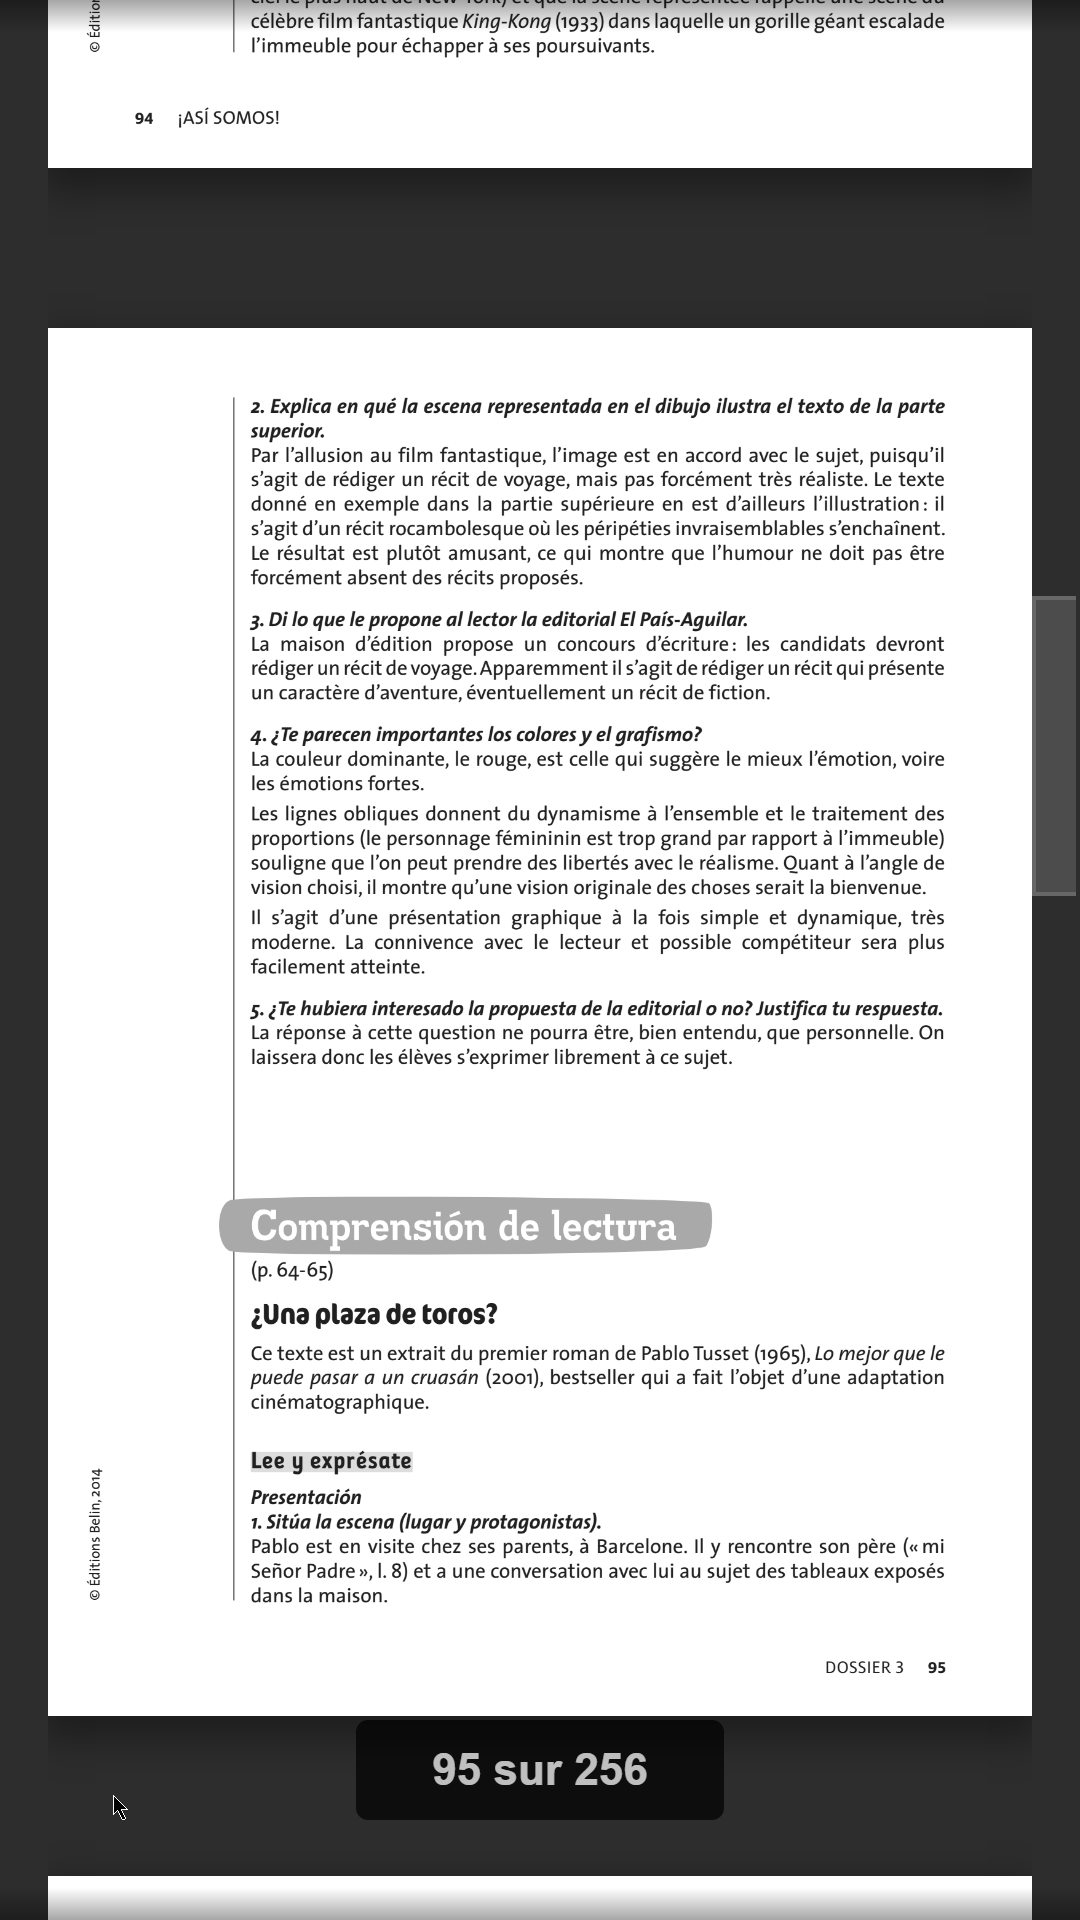 célèbre film fantastique King-Kong (1933) dans laquelle un gorille géant escalade
l’immeuble pour échapper à ses poursuivants.
94 ¡ASÍ SOMOS!
2. Explica en qué la escena representada en el dibujo ilustra el texto de la parte
superior.
Par l’allusion au film fantastique, l’image est en accord avec le sujet, puisqu’il
s’agit de rédiger un récit de voyage, mais pas forcément très réaliste. Le texte
donné en exemple dans la partie supérieure en est d’ailleurs l’illustration : il
s’agit d’un récit rocambolesque où les péripéties invraisemblables s’enchaînent.
Le résultat est plutôt amusant, ce qui montre que l’humour ne doit pas être
forcément absent des récits proposés.
3. Di lo que le propone al lector la editorial El País-Aguilar.
La maison d’édition propose un concours d’écriture : les candidats devront
rédiger un récit de voyage. Apparemment il s’agit de rédiger un récit qui présente
un caractère d’aventure, éventuellement un récit de fiction.
4. ¿Te parecen importantes los colores y el grafismo?
La couleur dominante, le rouge, est celle qui suggère le mieux l’émotion, voire
les émotions fortes.
Les lignes obliques donnent du dynamisme à l’ensemble et le traitement des
proportions (le personnage fémininin est trop grand par rapport à l’immeuble)
souligne que l’on peut prendre des libertés avec le réalisme. Quant à l’angle de
vision choisi, il montre qu’une vision originale des choses serait la bienvenue.
Il s’agit d’une présentation graphique à la fois simple et dynamique, très
moderne. La connivence avec le lecteur et possible compétiteur sera plus
facilement atteinte.
5. ¿Te hubiera interesado la propuesta de la editorial o no? Justifica tu respuesta.
La réponse à cette question ne pourra être, bien entendu, que personnelle. On
laissera donc les élèves s’exprimer librement à ce sujet.
Comprensión de lectura
(p. 64-65)
¿Una plaza de toros?
Ce texte est un extrait du premier roman de Pablo Tusset (1965), Lo mejor que le
puede pasar a un cruasán (2001), bestseller qui a fait l’objet d’une adaptation
cinématographique.
Lee y exprésate
Presentación
1. Sitúa la escena (lugar y protagonistas).
Pablo est en visite chez ses parents, à Barcelone. Il y rencontre son père (« mi
Señor Padre », l. 8) et a une conversation avec lui au sujet des tableaux exposés
dans la maison.
© Éditions Belin, 2014
DOSSIER 3 95
95 sur 256